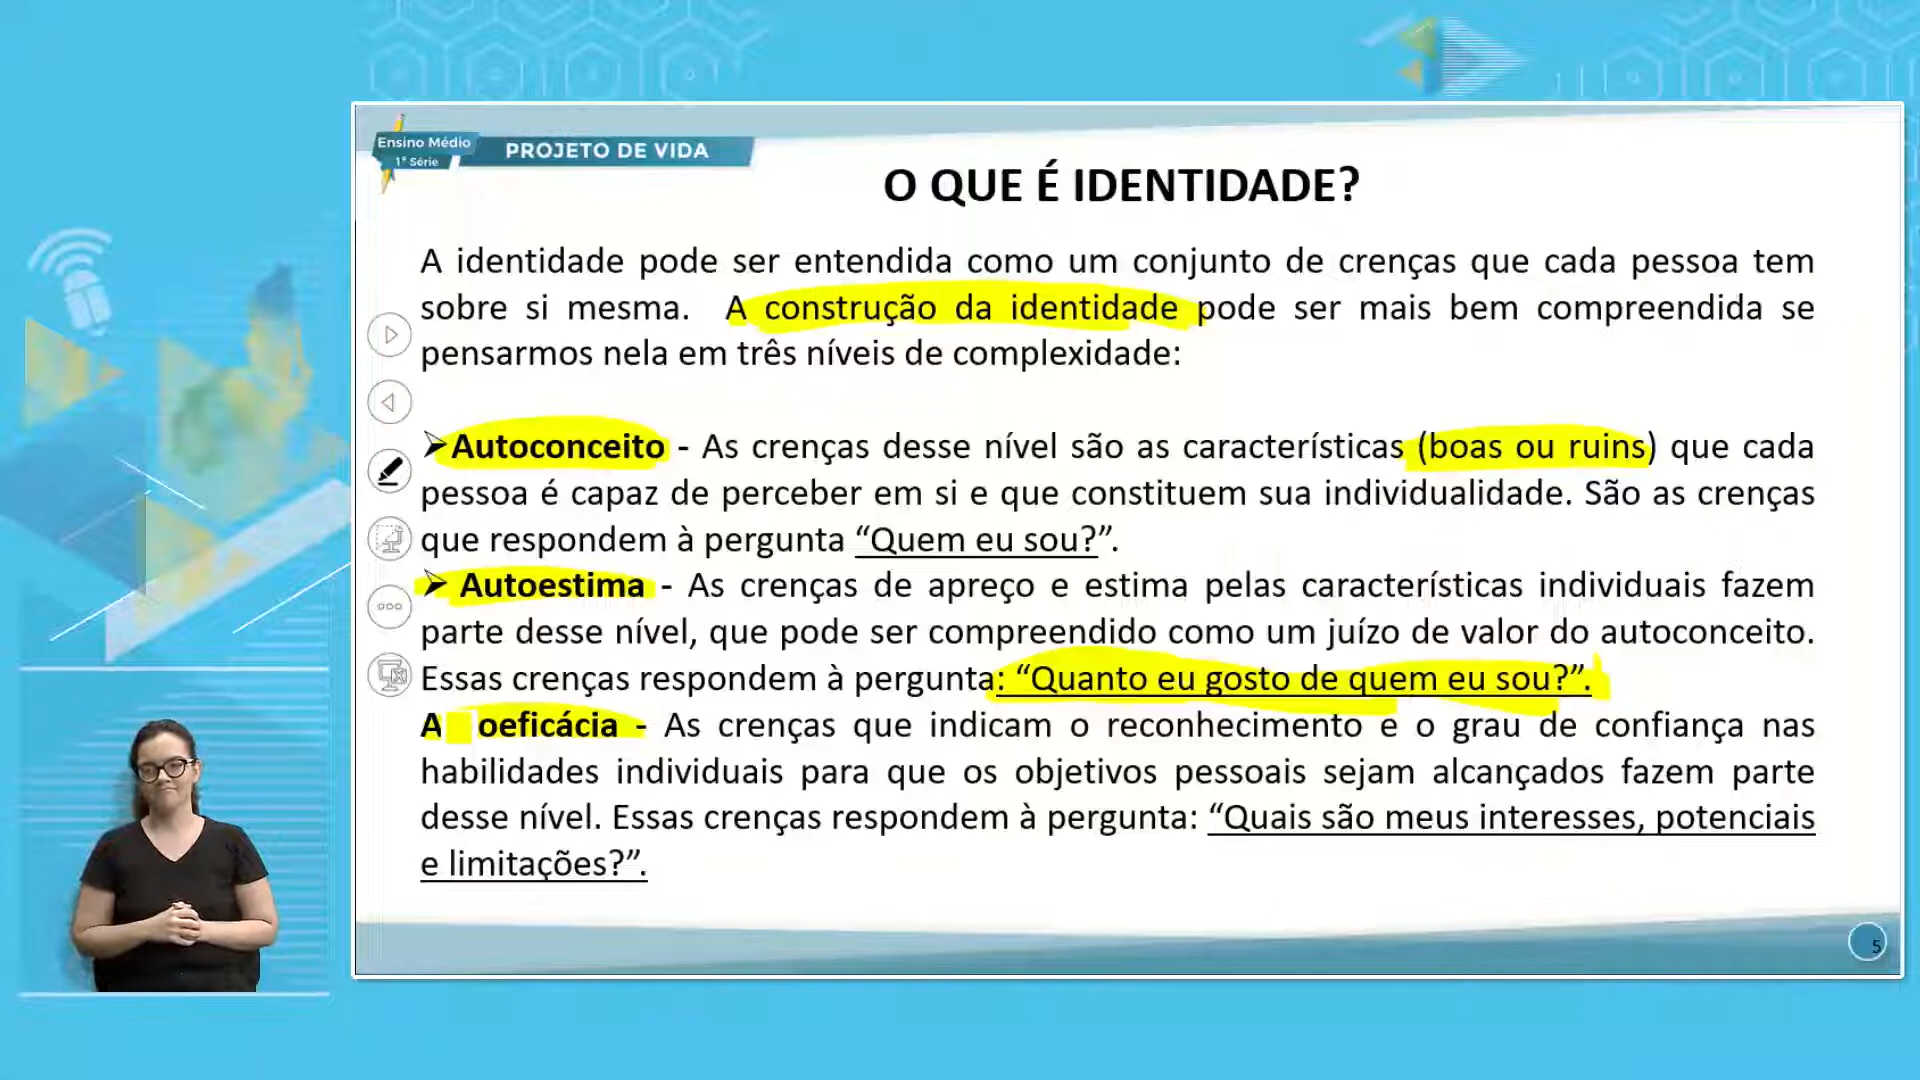 Ensino Médio
1ª Série
PROJETO DE VIDA
O QUE É IDENTIDADE?
A identidade pode ser entendida como um conjunto de crenças que cada pessoa tem
sobre si mesma. A construção da identidade pode ser mais bem compreendida se
pensarmos nela em três níveis de complexidade:
➢Autoconceito - As crenças desse nível são as características (boas ou ruins) que cada
pessoa é capaz de perceber em si e que constituem sua individualidade. São as crenças
que respondem à pergunta “Quem eu sou?”.
➢ Autoestima - As crenças de apreço e estima pelas características individuais fazem
parte desse nível, que pode ser compreendido como um juízo de valor do autoconceito.
Essas crenças respondem à pergunta: “Quanto eu gosto de quem eu sou?”.
A oeficácia - As crenças que indicam o reconhecimento e o grau de confiança nas
habilidades individuais para que os objetivos pessoais sejam alcançados fazem parte
desse nível. Essas crenças respondem à pergunta: “Quais são meus interesses, potenciais
e limitações?”.
5